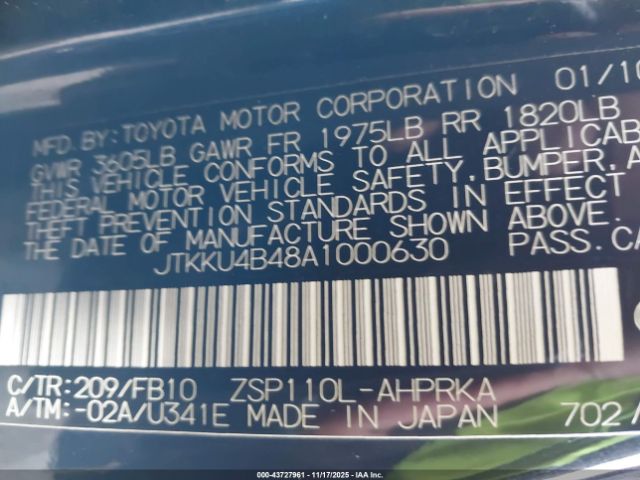 MFD.BY:TOYOTA MOTOR CORPORATION 01/10
GVWR 3605LB GAWR FR 1975LB RR 1820LB
THIS VEHICLE CONFORMS TO ALL APPLICAB
FEDERAL MOTOR VEHICLE SAFETY,BUMPER,A
THEFT PREVENTION STANDARDS IN EFFECT
THE DATE OF MANUFACTURE SHOWN ABOVE.
JTKKU4B48A1000630 PASS.CA
C/TR:209/FB10 ZSP110L-AHPRKA
A/TM:-02A/U341E MADE IN JAPAN 702/
© 00-43727961 - 11/17/2025 - IAAI, Inc.